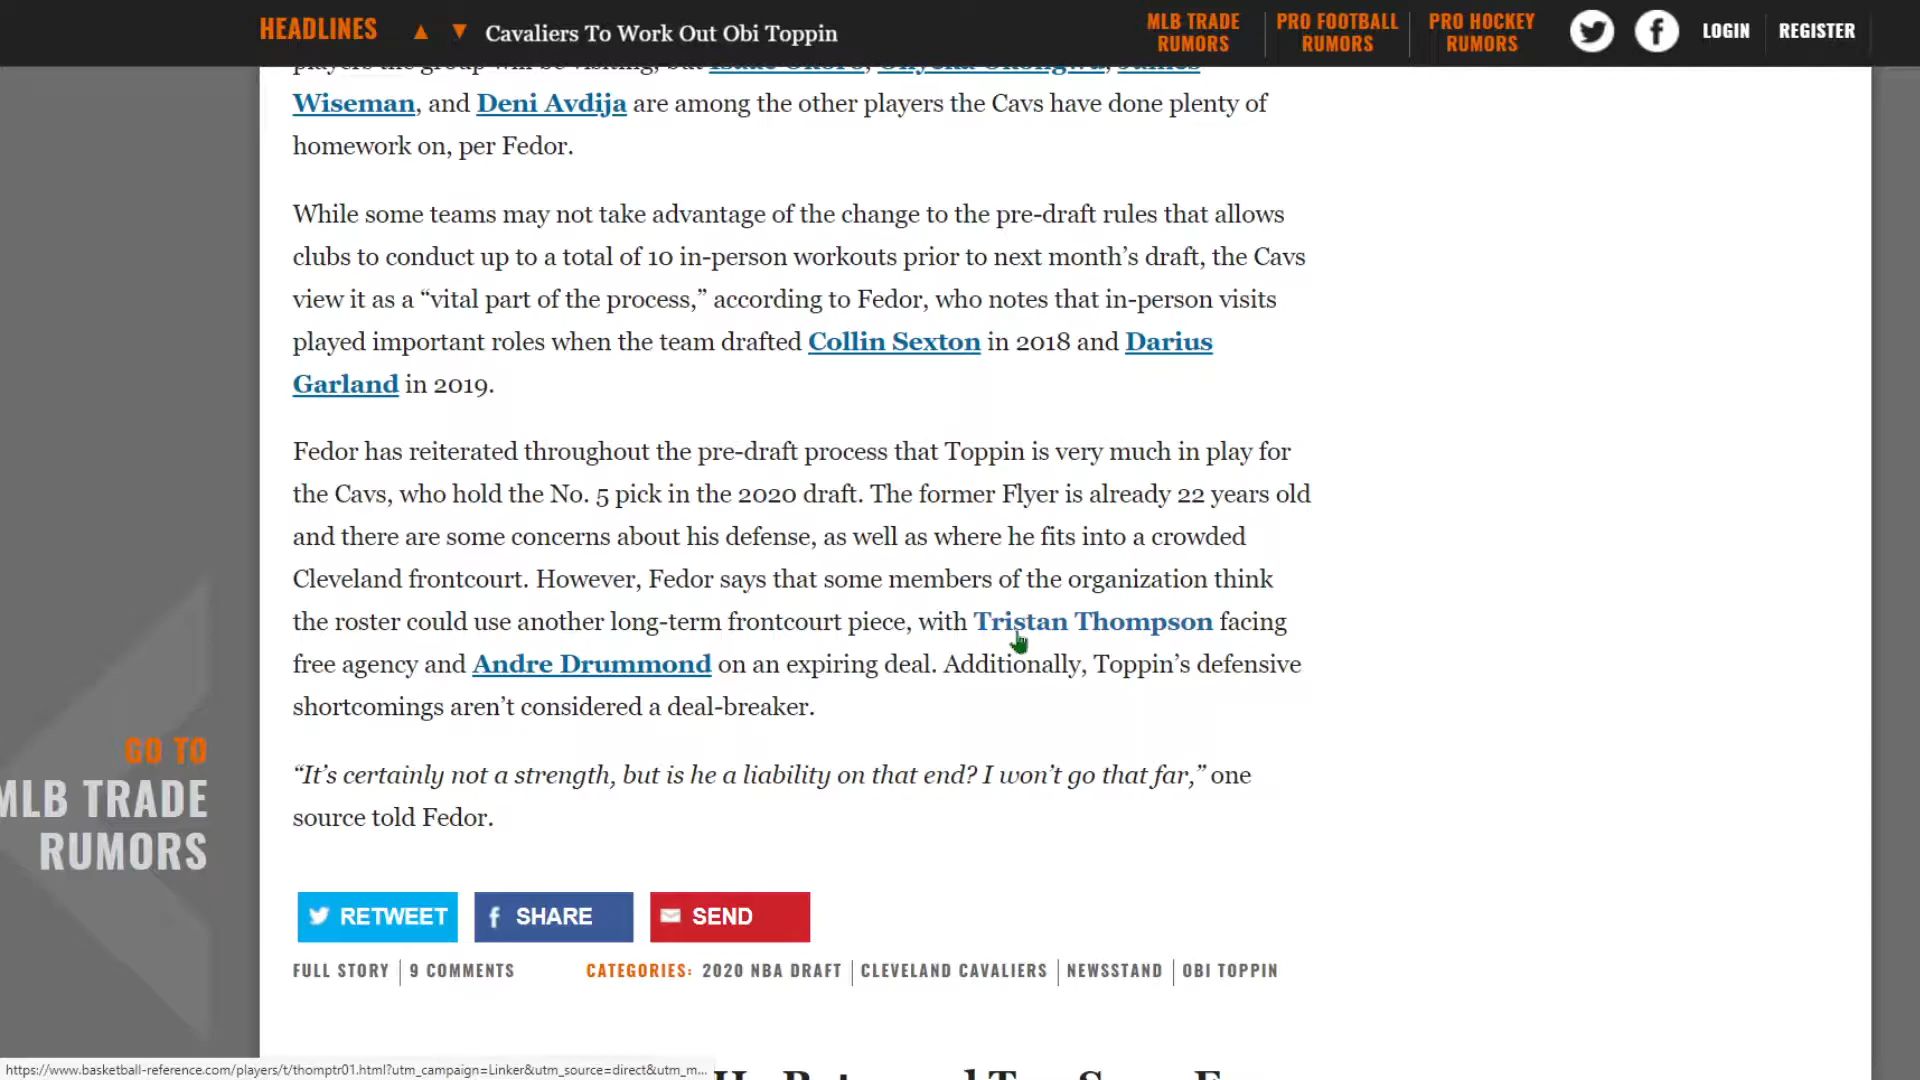 HEADLINES ▲ ▼ Cavaliers To Work Out Obi Toppin
MLB TRADE RUMORS
PRO FOOTBALL RUMORS
PRO HOCKEY RUMORS
LOGIN
REGISTER
players the group will be visiting, but Isaac Okoro, Onyeka Okongwu, James
Wiseman, and Deni Avdija are among the other players the Cavs have done plenty of
homework on, per Fedor.
While some teams may not take advantage of the change to the pre-draft rules that allows
clubs to conduct up to a total of 10 in-person workouts prior to next month’s draft, the Cavs
view it as a “vital part of the process,” according to Fedor, who notes that in-person visits
played important roles when the team drafted Collin Sexton in 2018 and Darius
Garland in 2019.
Fedor has reiterated throughout the pre-draft process that Toppin is very much in play for
the Cavs, who hold the No. 5 pick in the 2020 draft. The former Flyer is already 22 years old
and there are some concerns about his defense, as well as where he fits into a crowded
Cleveland frontcourt. However, Fedor says that some members of the organization think
the roster could use another long-term frontcourt piece, with Tristan Thompson facing
free agency and Andre Drummond on an expiring deal. Additionally, Toppin’s defensive
shortcomings aren’t considered a deal-breaker.
“It’s certainly not a strength, but is he a liability on that end? I won’t go that far,” one
source told Fedor.
GO TO
MLB TRADE
RUMORS
RETWEET
SHARE
SEND
FULL STORY | 9 COMMENTS
CATEGORIES: 2020 NBA DRAFT | CLEVELAND CAVALIERS | NEWSSTAND | OBI TOPPIN
https://www.basketball-reference.com/players/t/thomptr01.html?utm_campaign=Linker&utm_source=direct&utm_m...